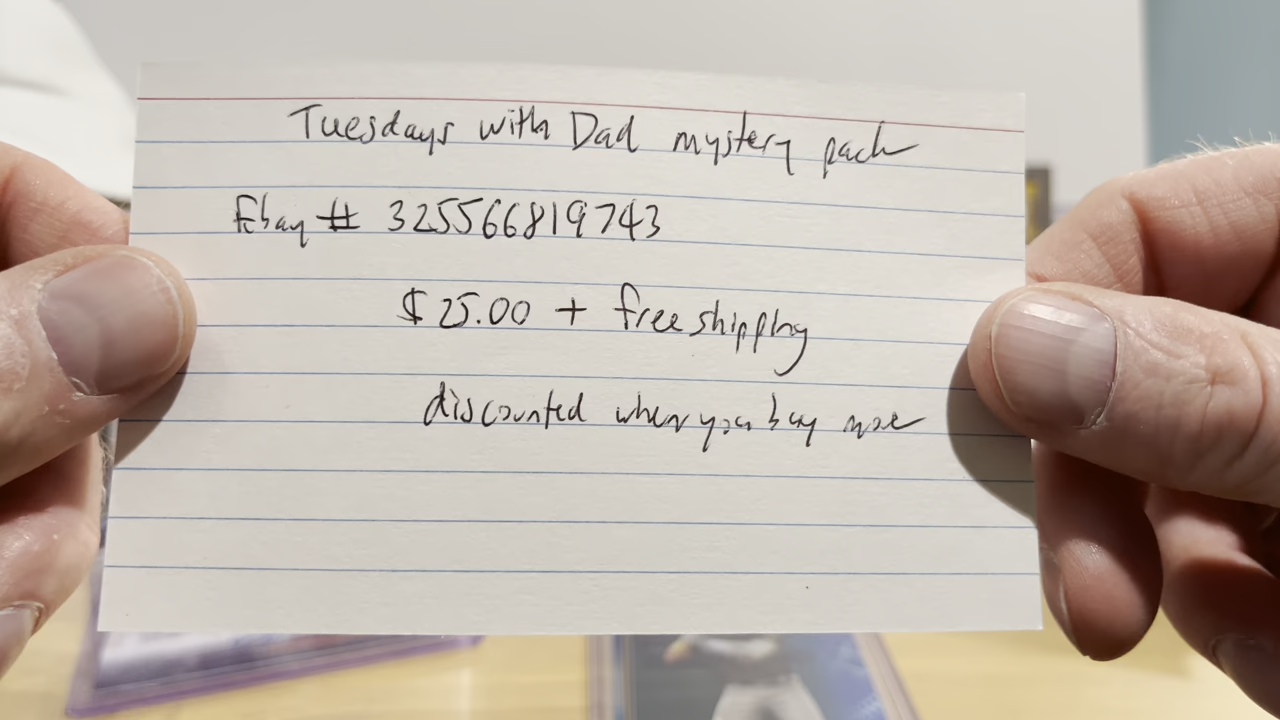 Tuesdays with Dad mystery pack
Ebay # 325566819743
$25.00 + free shipping
discounted when you buy more